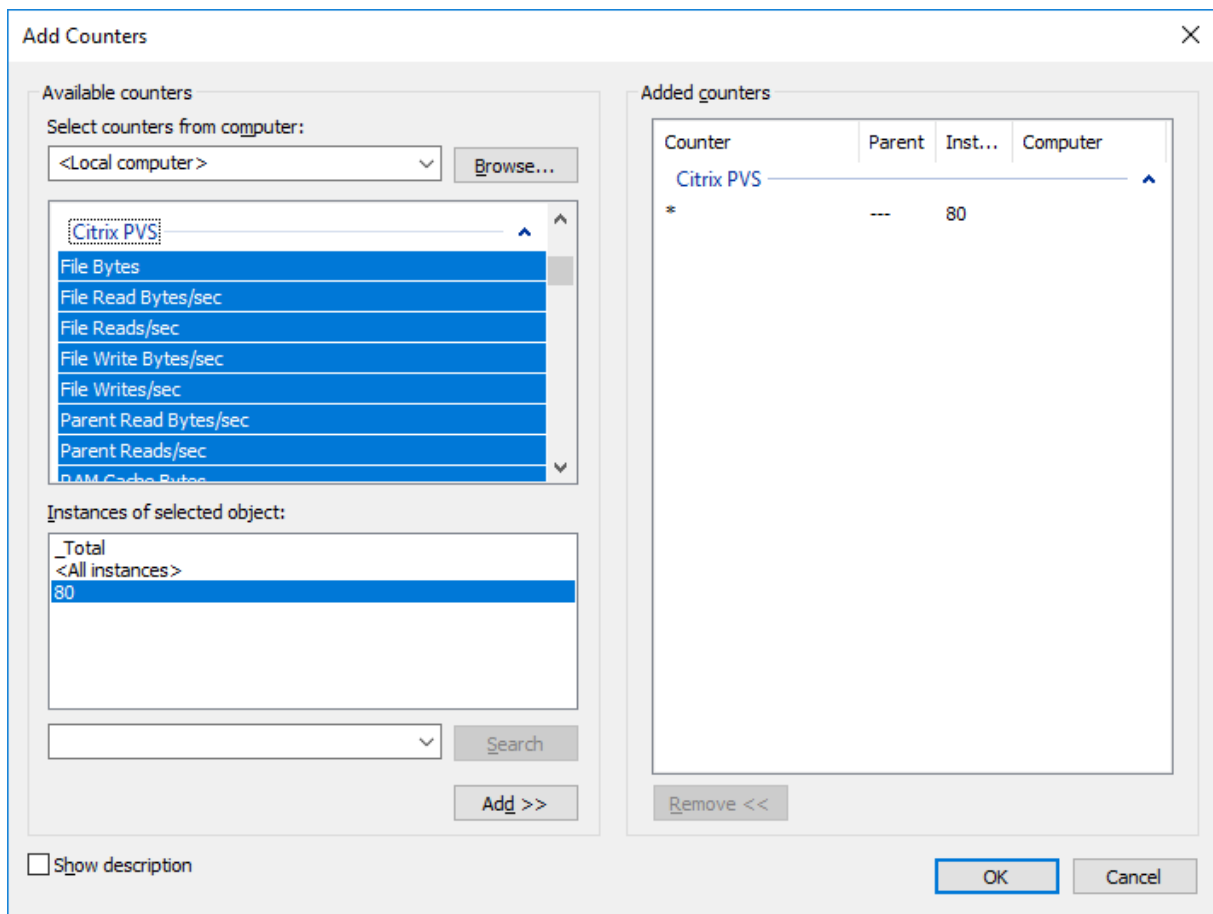 Add Counters
Available counters
Select counters from computer:
<Local computer>
Browse...
Citrix PVS
File Bytes
File Read Bytes/sec
File Reads/sec
File Write Bytes/sec
File Writes/sec
Parent Read Bytes/sec
Parent Reads/sec
RAM Cache Bytes
Instances of selected object:
_Total
<All instances>
80
Search
Add >>
Show description
Added counters
Counter Parent Inst... Computer
Citrix PVS
* --- 80
Remove <<
OK Cancel